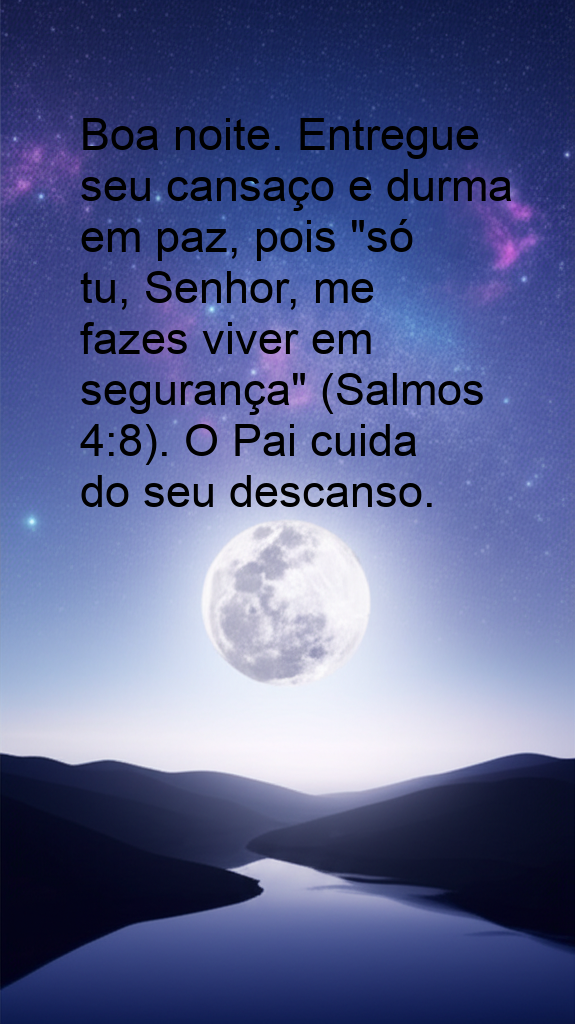 Boa noite. Entregue
seu cansaço e durma
em paz, pois "só
tu, Senhor, me
fazes viver em
segurança" (Salmos
4:8). O Pai cuida
do seu descanso.